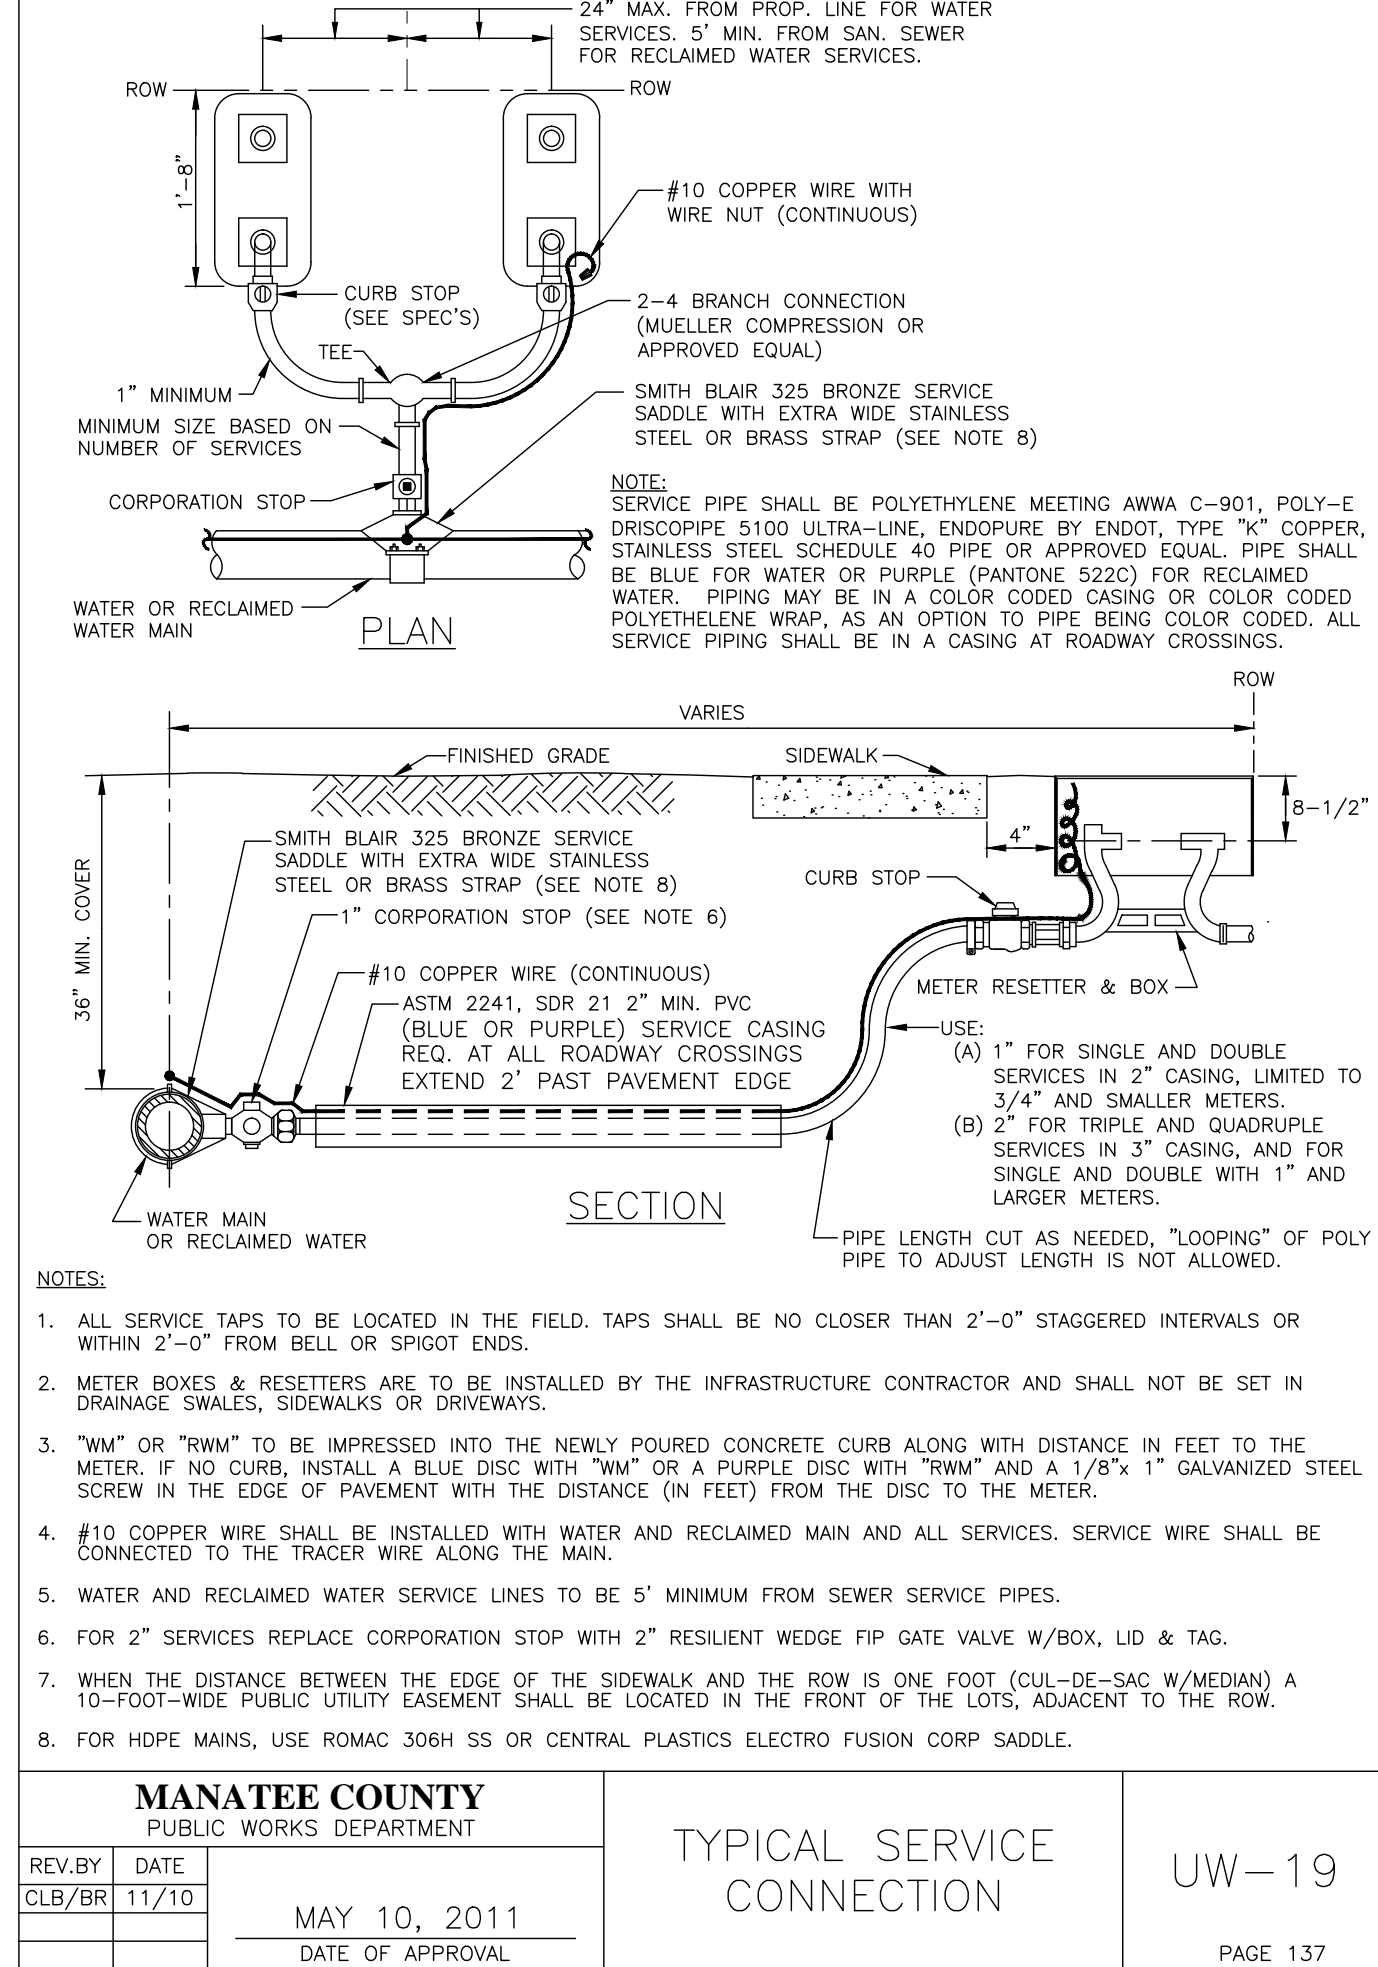 24” MAX. FROM PROP. LINE FOR WATER
SERVICES. 5’ MIN. FROM SAN. SEWER
FOR RECLAIMED WATER SERVICES.
ROW
ROW
1’-8”
#10 COPPER WIRE WITH
WIRE NUT (CONTINUOUS)
CURB STOP
(SEE SPEC’S)
2-4 BRANCH CONNECTION
(MUELLER COMPRESSION OR
APPROVED EQUAL)
TEE
1” MINIMUM
SMITH BLAIR 325 BRONZE SERVICE
SADDLE WITH EXTRA WIDE STAINLESS
STEEL OR BRASS STRAP (SEE NOTE 8)
MINIMUM SIZE BASED ON
NUMBER OF SERVICES
CORPORATION STOP
NOTE:
SERVICE PIPE SHALL BE POLYETHYLENE MEETING AWWA C-901, POLY-E
DRISCOPIPE 5100 ULTRA-LINE, ENDOPURE BY ENDOT, TYPE ”K” COPPER,
STAINLESS STEEL SCHEDULE 40 PIPE OR APPROVED EQUAL. PIPE SHALL
BE BLUE FOR WATER OR PURPLE (PANTONE 522C) FOR RECLAIMED
WATER. PIPING MAY BE IN A COLOR CODED CASING OR COLOR CODED
POLYETHELENE WRAP, AS AN OPTION TO PIPE BEING COLOR CODED. ALL
SERVICE PIPING SHALL BE IN A CASING AT ROADWAY CROSSINGS.
WATER OR RECLAIMED
WATER MAIN
PLAN
ROW
VARIES
FINISHED GRADE
SIDEWALK
8-1/2”
4”
36” MIN. COVER
SMITH BLAIR 325 BRONZE SERVICE
SADDLE WITH EXTRA WIDE STAINLESS
STEEL OR BRASS STRAP (SEE NOTE 8)
CURB STOP
1” CORPORATION STOP (SEE NOTE 6)
#10 COPPER WIRE (CONTINUOUS)
METER RESETTER & BOX
ASTM 2241, SDR 21 2” MIN. PVC
(BLUE OR PURPLE) SERVICE CASING
REQ. AT ALL ROADWAY CROSSINGS
EXTEND 2’ PAST PAVEMENT EDGE
USE:
(A) 1” FOR SINGLE AND DOUBLE
SERVICES IN 2” CASING, LIMITED TO
3/4” AND SMALLER METERS.
(B) 2” FOR TRIPLE AND QUADRUPLE
SERVICES IN 3” CASING, AND FOR
SINGLE AND DOUBLE WITH 1” AND
LARGER METERS.
SECTION
WATER MAIN
OR RECLAIMED WATER
PIPE LENGTH CUT AS NEEDED, ”LOOPING” OF POLY
PIPE TO ADJUST LENGTH IS NOT ALLOWED.
NOTES:
1. ALL SERVICE TAPS TO BE LOCATED IN THE FIELD. TAPS SHALL BE NO CLOSER THAN 2’-0” STAGGERED INTERVALS OR
WITHIN 2’-0” FROM BELL OR SPIGOT ENDS.
2. METER BOXES & RESETTERS ARE TO BE INSTALLED BY THE INFRASTRUCTURE CONTRACTOR AND SHALL NOT BE SET IN
DRAINAGE SWALES, SIDEWALKS OR DRIVEWAYS.
3. ”WM” OR ”RWM” TO BE IMPRESSED INTO THE NEWLY POURED CONCRETE CURB ALONG WITH DISTANCE IN FEET TO THE
METER. IF NO CURB, INSTALL A BLUE DISC WITH ”WM” OR A PURPLE DISC WITH ”RWM” AND A 1/8”x 1” GALVANIZED STEEL
SCREW IN THE EDGE OF PAVEMENT WITH THE DISTANCE (IN FEET) FROM THE DISC TO THE METER.
4. #10 COPPER WIRE SHALL BE INSTALLED WITH WATER AND RECLAIMED MAIN AND ALL SERVICES. SERVICE WIRE SHALL BE
CONNECTED TO THE TRACER WIRE ALONG THE MAIN.
5. WATER AND RECLAIMED WATER SERVICE LINES TO BE 5’ MINIMUM FROM SEWER SERVICE PIPES.
6. FOR 2” SERVICES REPLACE CORPORATION STOP WITH 2” RESILIENT WEDGE FIP GATE VALVE W/BOX, LID & TAG.
7. WHEN THE DISTANCE BETWEEN THE EDGE OF THE SIDEWALK AND THE ROW IS ONE FOOT (CUL-DE-SAC W/MEDIAN) A
10-FOOT-WIDE PUBLIC UTILITY EASEMENT SHALL BE LOCATED IN THE FRONT OF THE LOTS, ADJACENT TO THE ROW.
8. FOR HDPE MAINS, USE ROMAC 306H SS OR CENTRAL PLASTICS ELECTRO FUSION CORP SADDLE.
MANATEE COUNTY
PUBLIC WORKS DEPARTMENT
REV.BY DATE
CLB/BR 11/10
MAY 10, 2011
DATE OF APPROVAL
TYPICAL SERVICE
CONNECTION
UW-19
PAGE 137